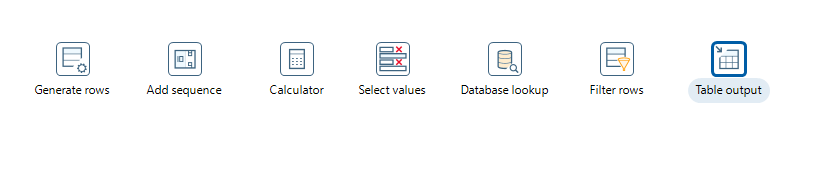 Generate rows
Add sequence
Calculator
Select values
Database lookup
Filter rows
Table output